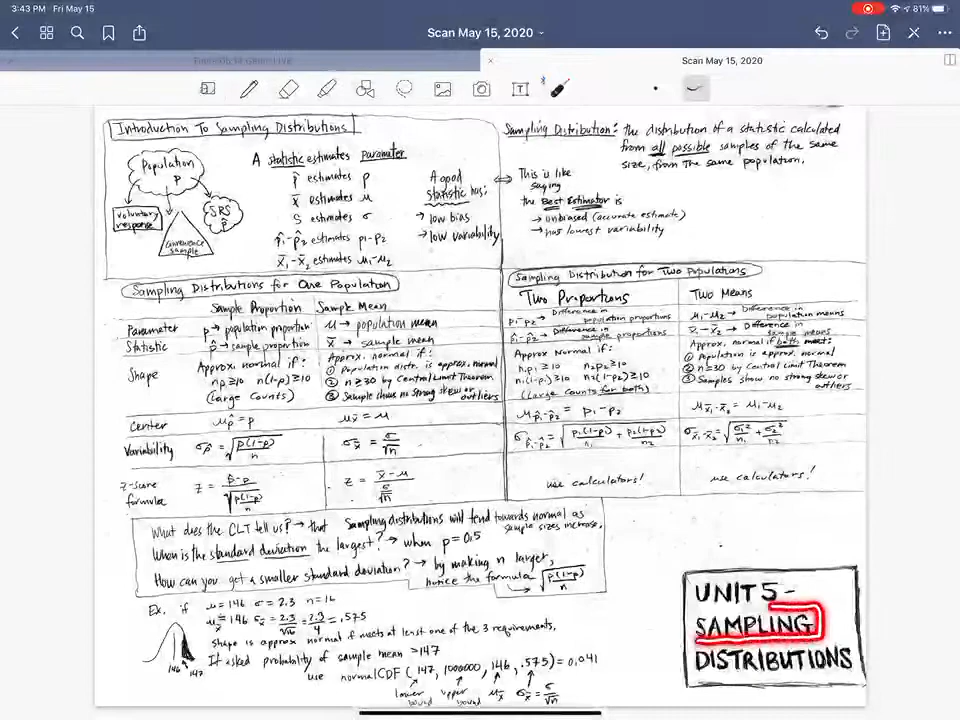 3:43 PM Fri May 15
81%
Scan May 15, 2020
Scan May 15, 2020
Introduction To Sampling Distributions
Population
p
Voluntary response
Convenience sample
SRS
p̂
A statistic estimates Parameter
p̂ estimates p
x̄ estimates μ
S estimates σ
p̂₁-p̂₂ estimates p₁-p₂
x̄₁-x̄₂ estimates μ₁-μ₂
A good
statistic has:
→ low bias
→ low variability
Sampling Distribution: the distribution of a statistic calculated
from all possible samples of the same
size, from the same population.
⇔ This is like
saying
the Best Estimator is
→ unbiased (accurate estimate)
→ has lowest variability
Sampling Distributions for One Population
Sample Proportion
Sample Mean
Parameter
p → population proportion
μ → population mean
Statistic
p̂ → sample proportion
x̄ → sample mean
Shape
Approx. normal if:
np ≥10 n(1-p) ≥10
(Large Counts)
Approx. normal if:
① Population distr. is approx. normal
② n ≥ 30 by Central Limit Theorem
③ Sample shows no strong skew or
outliers
Center
μp̂ = p
μx̄ = μ
Variability
σp̂ = √(p(1-p)/n)
σx̄ = σ/√n
Z-score
formula
Z = (p̂-p)/√(p(1-p)/n)
Z = (x̄-μ)/(σ/√n)
Sampling Distribution for Two Populations
Two Proportions
Two Means
p₁-p₂ → Difference in
population proportions
p̂₁-p̂₂ → Difference in
sample proportions
Approx Normal if:
n₁p₁ ≥10 n₂p₂ ≥10
n₁(1-p₁) ≥10 n₂(1-p₂) ≥10
(Large Counts for both)
μp̂₁-p̂₂ = p₁-p₂
σp̂₁-p̂₂ = √(p₁(1-p₁)/n₁ + p₂(1-p₂)/n₂)
use calculators!
μ₁-μ₂ → Difference in
population means
x̄₁-x̄₂ → Difference in
sample means
Approx. normal if both meet:
① Population is approx. normal
② n≥30 by Central Limit Theorem
③ Samples show no strong skew or
outliers
μx̄₁-x̄₂ = μ₁-μ₂
σx̄₁-x̄₂ = √(σ₁²/n₁ + σ₂²/n₂)
use calculators!
What does the CLT tell us? → that Sampling distributions will tend towards normal as
sample sizes increase.
When is the standard deviation the largest? → when p=0.5
How can you get a smaller standard deviation? → by making n larger,
hence the formula → √(p(1-p)/n)
Ex. if μ=146 σ=2.3 n=16
μx̄=146 σx̄ = 2.3/√16 = 2.3/4 = .575
shape is approx normal if meets at least one of the 3 requirements.
If asked probability of sample mean >147
use normalCDF (147, 1000000, 146, .575) = 0.041
lower bound
upper bound
μx̄
σx̄ = σ/√n
146
147
UNIT 5-
SAMPLING
DISTRIBUTIONS